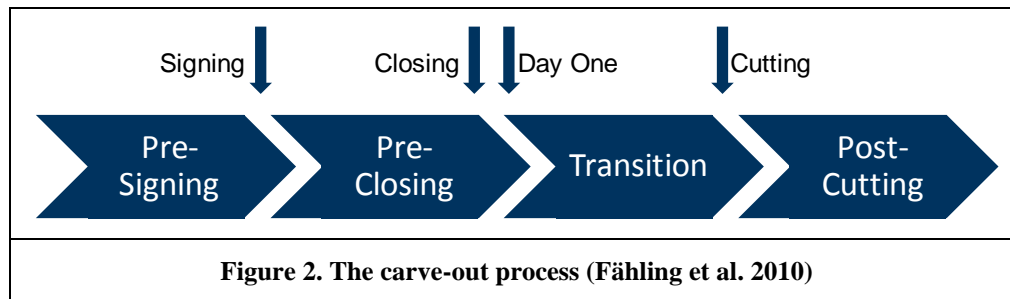 Signing
Closing
Day One
Cutting
Pre-
Signing
Pre-
Closing
Transition
Post-
Cutting
Figure 2. The carve-out process (Fähling et al. 2010)